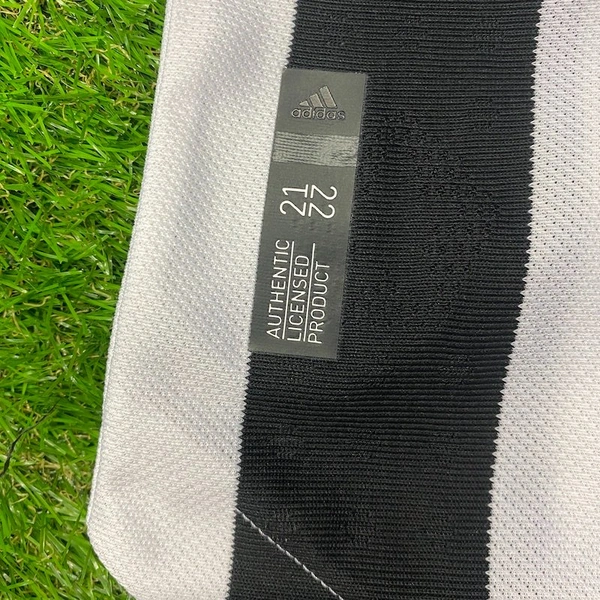 adidas
21
22
AUTHENTIC
LICENSED
PRODUCT